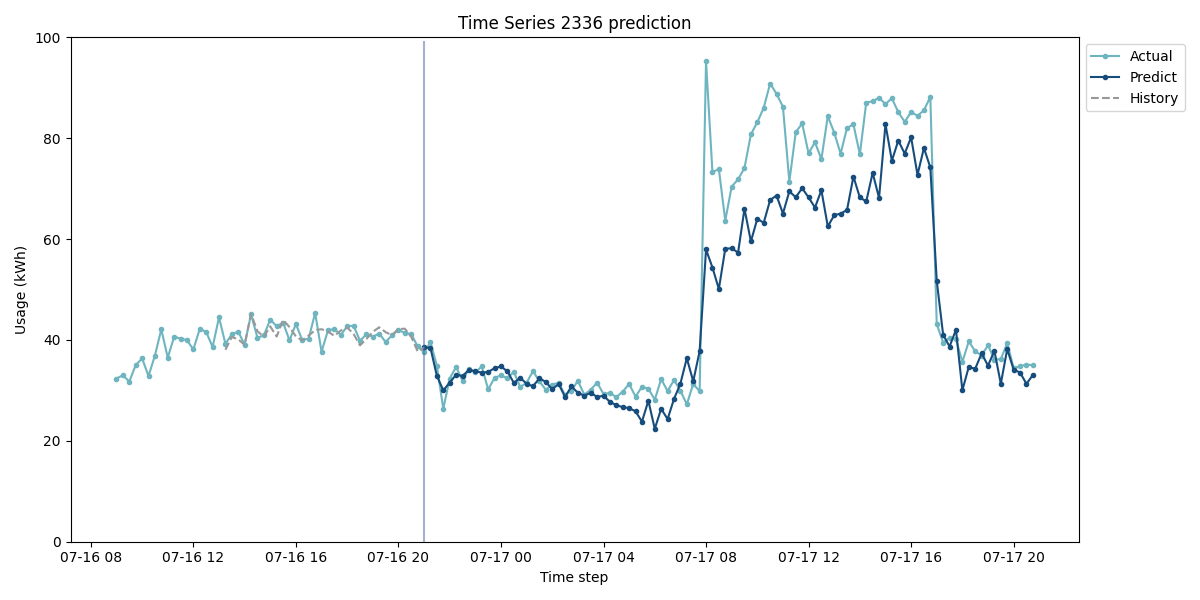 Time Series 2336 prediction
100
80
60
40
20
0
Usage (kWh)
07-16 08 07-16 12 07-16 16 07-16 20 07-17 00 07-17 04 07-17 08 07-17 12 07-17 16 07-17 20
Time step
Actual
Predict
History